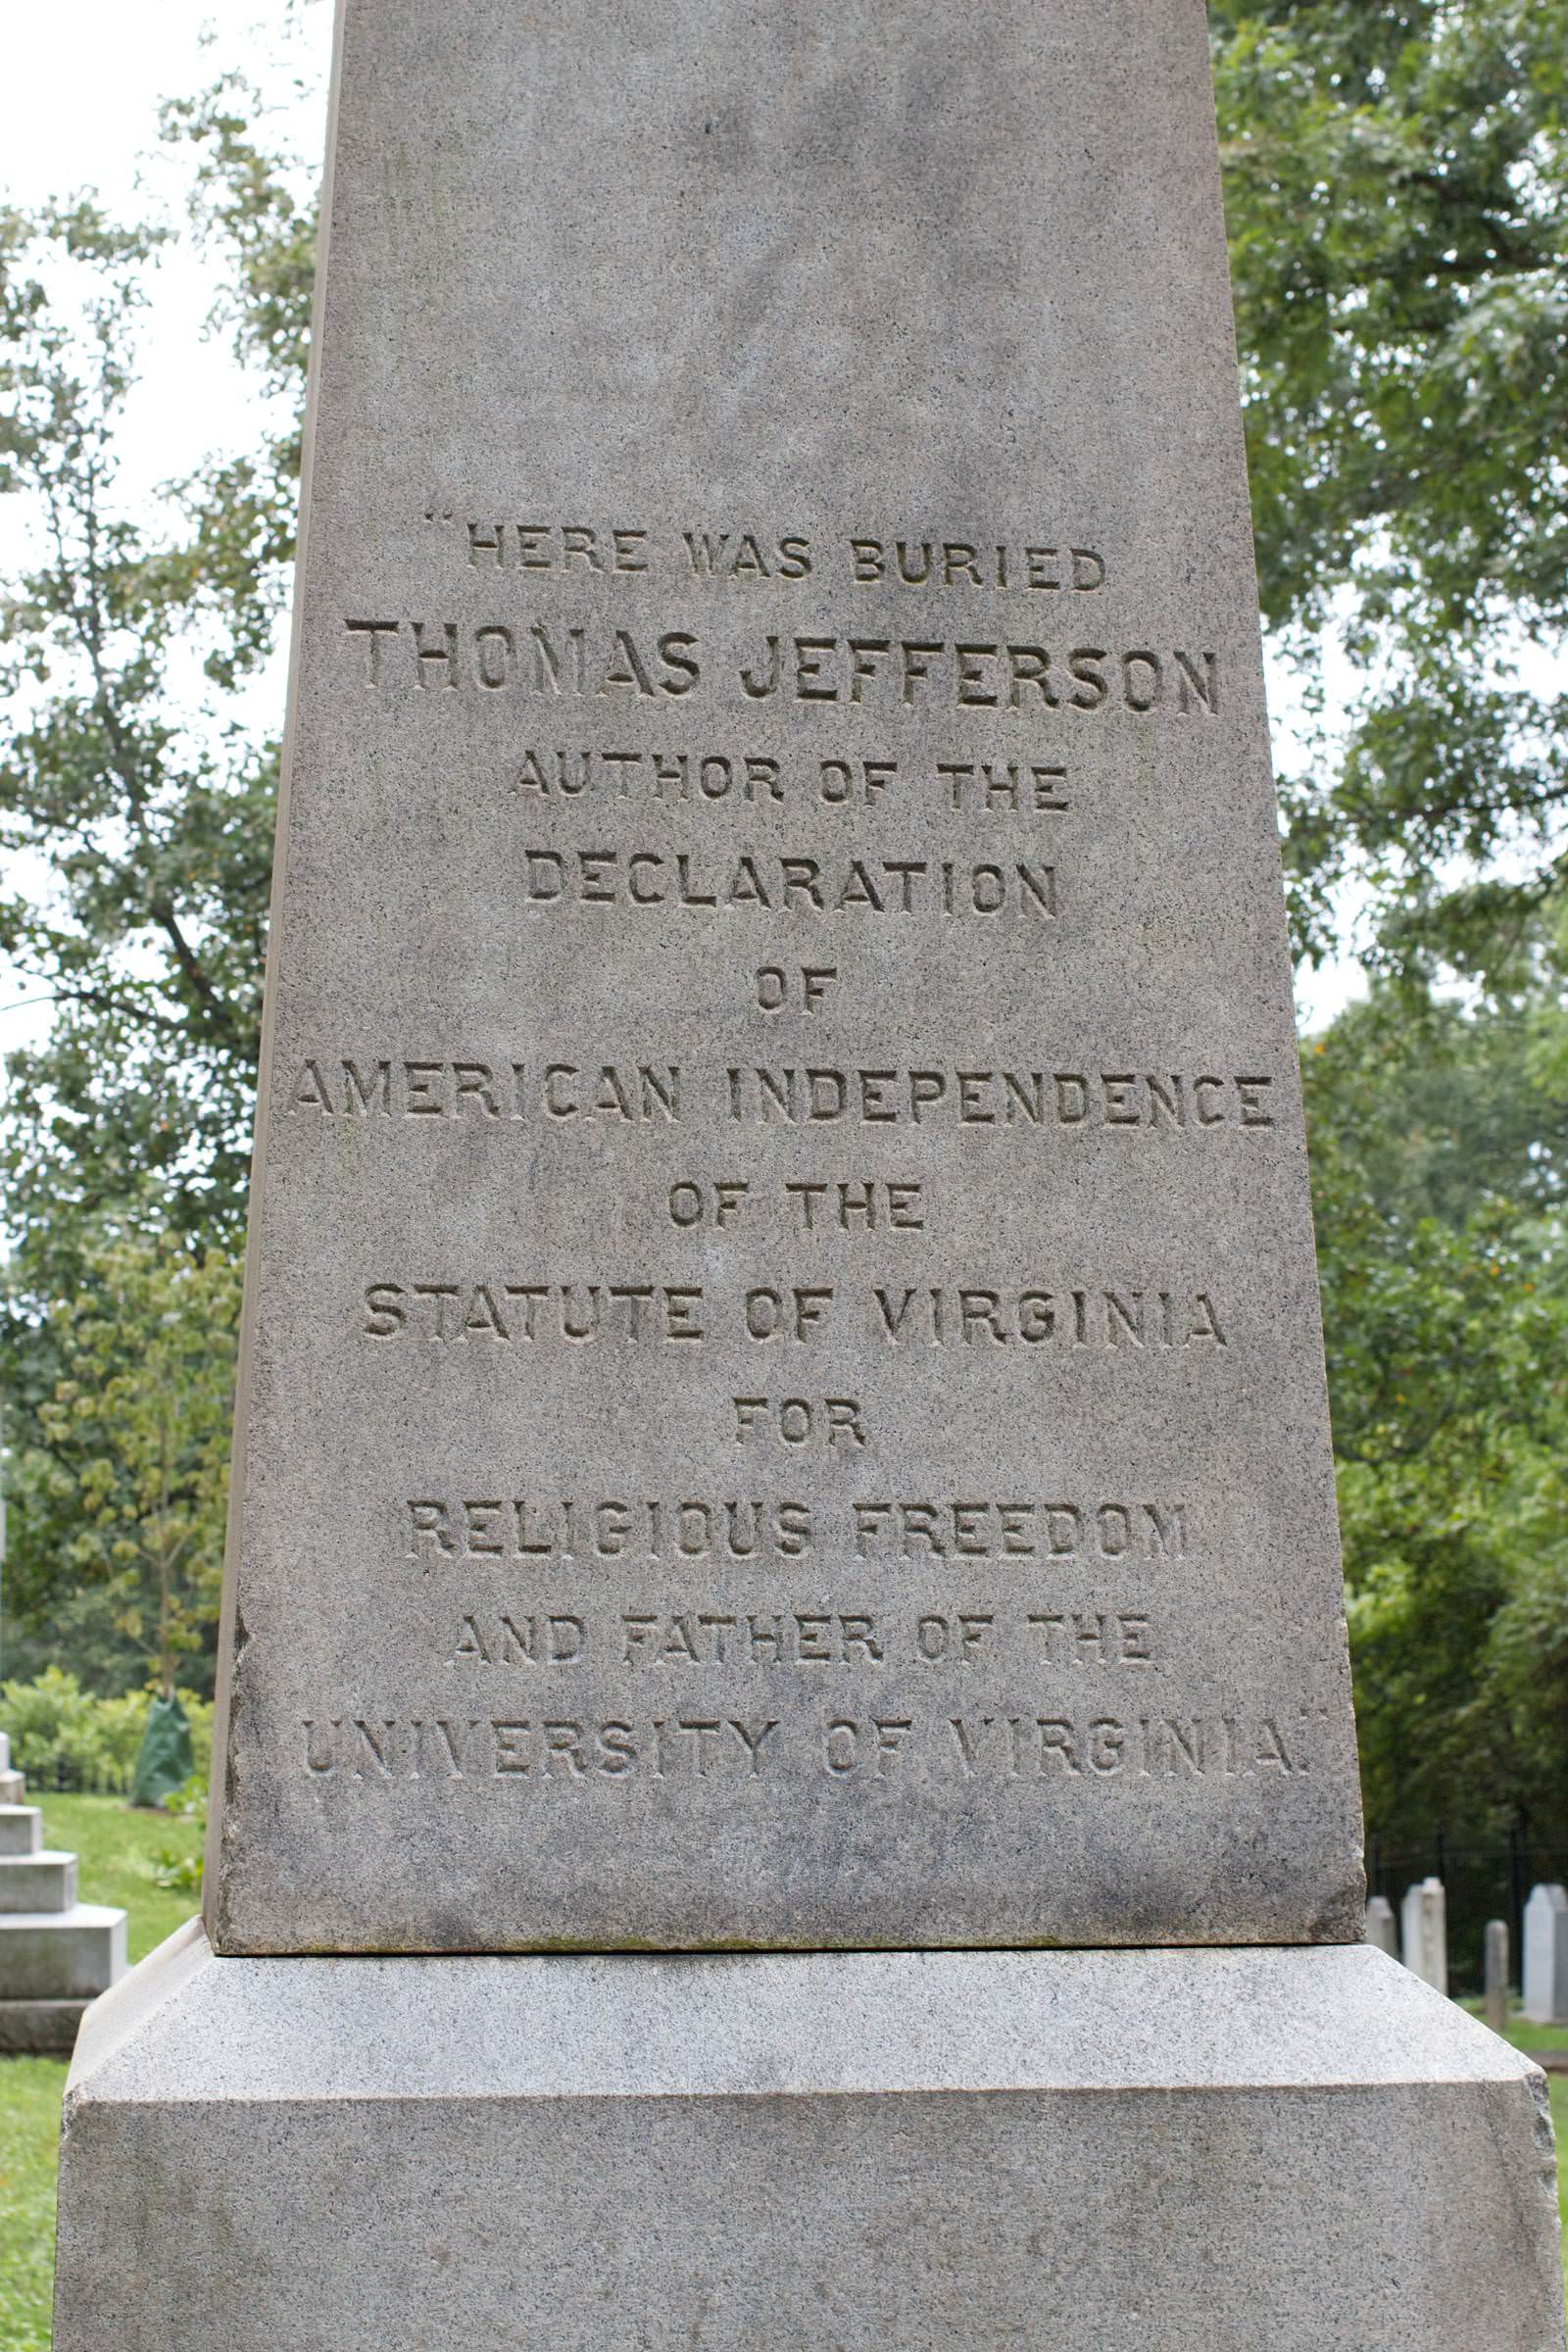 "HERE WAS BURIED
THOMAS JEFFERSON
AUTHOR OF THE
DECLARATION
OF
AMERICAN INDEPENDENCE
OF THE
STATUTE OF VIRGINIA
FOR
RELIGIOUS FREEDOM
AND FATHER OF THE
UNIVERSITY OF VIRGINIA."